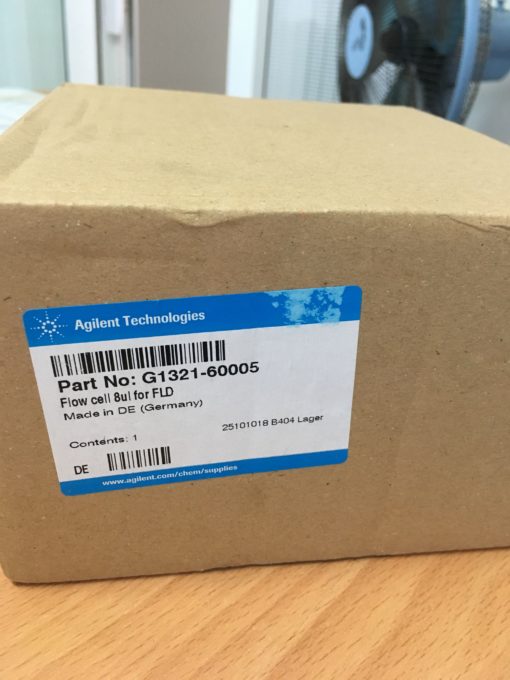 Agilent Technologies
Part No: G1321-60005
Flow cell 8ul for FLD
Made in DE (Germany)
25101018 B404 Lager
Contents: 1
DE
www.agilent.com/chem/supplies